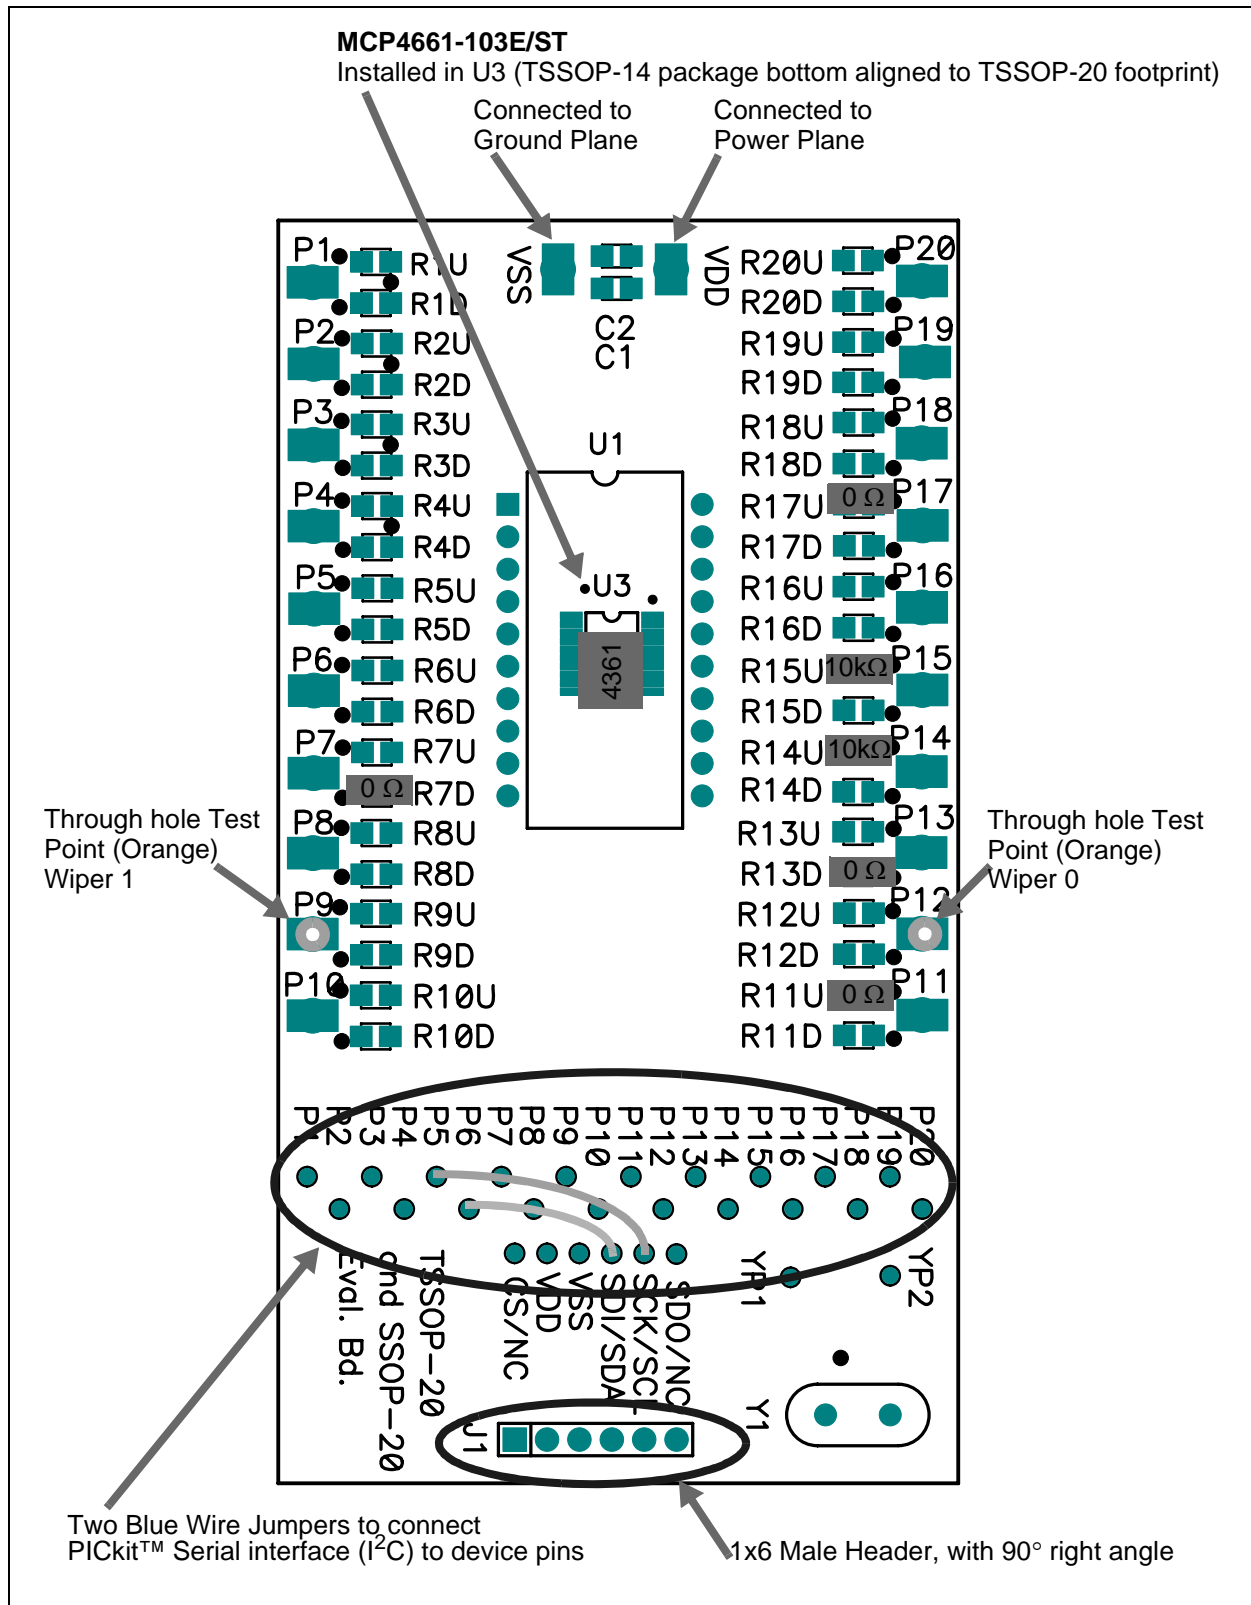 MCP4661-103E/ST
Installed in U3 (TSSOP-14 package bottom aligned to TSSOP-20 footprint)
Connected to
Ground Plane
Connected to
Power Plane
P1
R1U
R1D
P2
R2U
R2D
P3
R3U
R3D
P4
R4U
R4D
P5
R5U
R5D
P6
R6U
R6D
P7
R7U
0 Ω
R7D
P8
R8U
R8D
P9
R9U
R9D
P10
R10U
R10D
VSS
VDD
C2
C1
U1
U3
4361
R20U
P20
R20D
R19U
P19
R19D
R18U
P18
R18D
R17U
0 Ω
P17
R17D
R16U
P16
R16D
R15U
10kΩ
P15
R15D
R14U
10kΩ
P14
R14D
R13U
P13
R13D
0 Ω
R12U
P12
R12D
R11U
0 Ω
P11
R11D
Through hole Test
Point (Orange)
Wiper 1
Through hole Test
Point (Orange)
Wiper 0
P1
P2
P3
P4
P5
P6
P7
P8
P9
P10
P11
P12
P13
P14
P15
P16
P17
P18
P19
P20
TSSOP-20
and SSOP-20
Eval. Bd.
CS/NC
VDD
VSS
SDI/SDA
SCK/SCL
SDO/NC
YP1
YP2
J1
Y1
Two Blue Wire Jumpers to connect
PICkit™ Serial interface (I²C) to device pins
1x6 Male Header, with 90° right angle